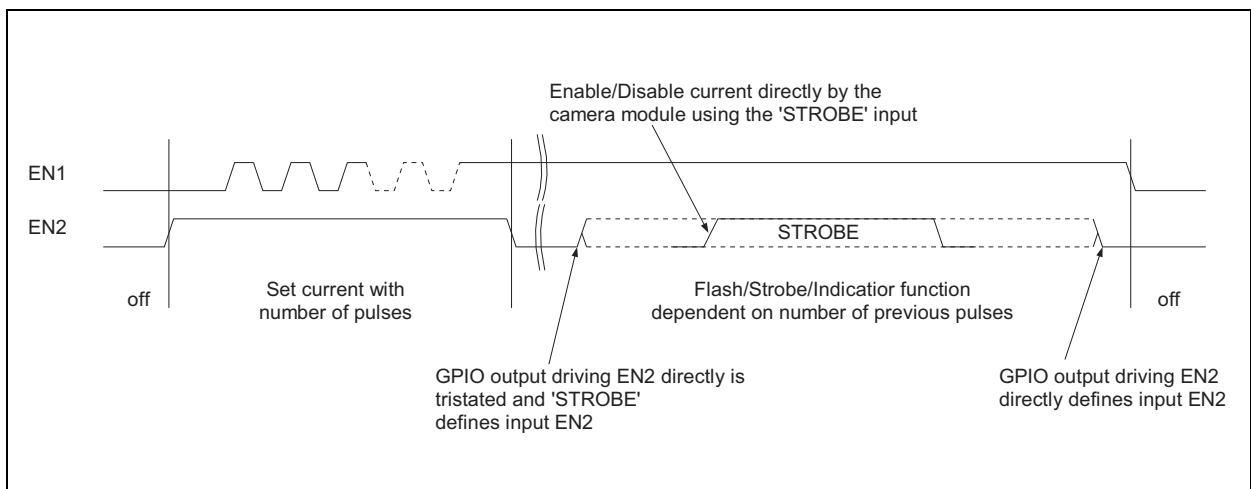 Enable/Disable current directly by the
camera module using the 'STROBE' input
EN1
EN2
STROBE
off
Set current with
number of pulses
Flash/Strobe/Indicatior function
dependent on number of previous pulses
off
GPIO output driving EN2 directly is
tristated and 'STROBE'
defines input EN2
GPIO output driving EN2
directly defines input EN2